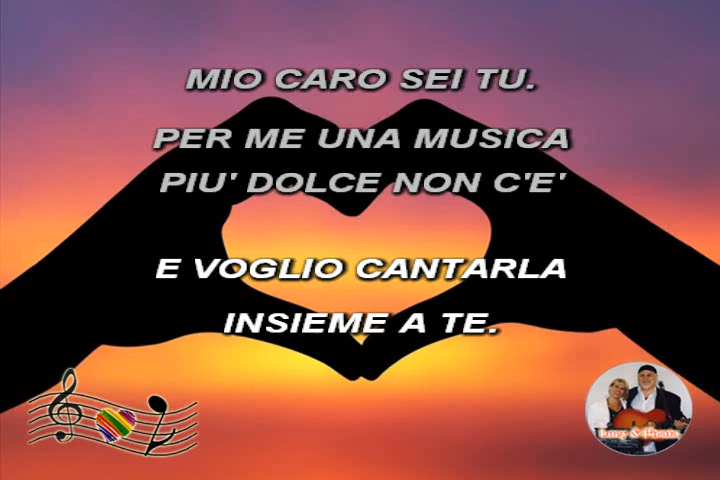 MIO CARO SEI TU.
PER ME UNA MUSICA
PIU' DOLCE NON C'E'
E VOGLIO CANTARLA
INSIEME A TE.